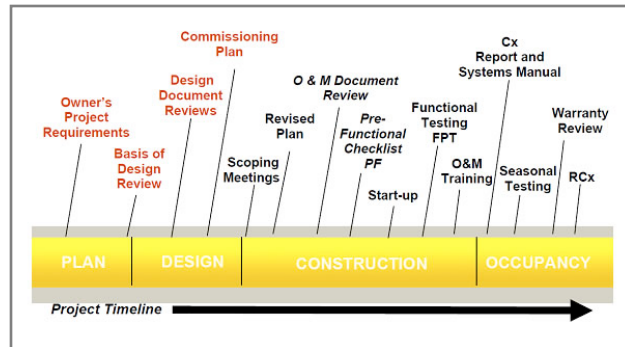 Owner's
Project
Requirements
Basis of
Design
Review
Design
Document
Reviews
Commissioning
Plan
Scoping
Meetings
Revised
Plan
O & M Document
Review
Pre-
Functional
Checklist
PF
Start-up
Functional
Testing
FPT
O&M
Training
Cx
Report and
Systems Manual
Seasonal
Testing
Warranty
Review
RCx
PLAN
DESIGN
CONSTRUCTION
OCCUPANCY
Project Timeline